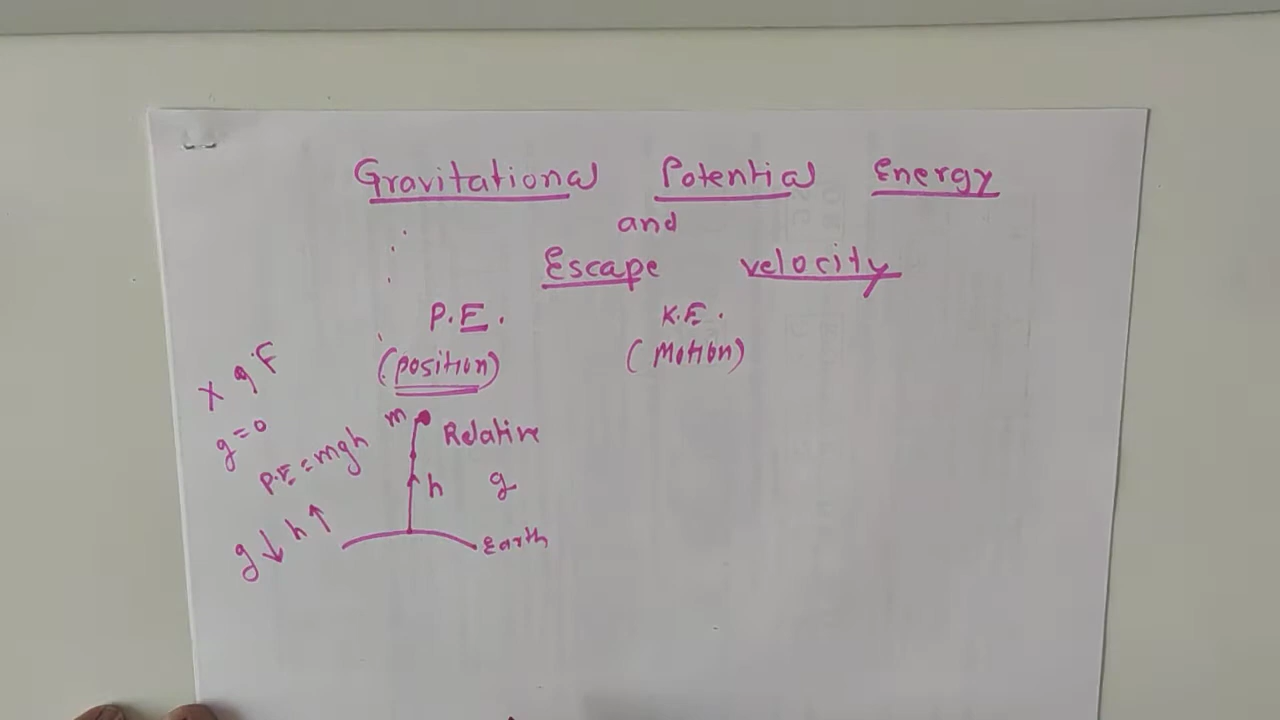 Gravitational Potential Energy
and
Escape velocity
P.E. K.E.
(position) (Motion)
x g.F
g=0
P.E=mgh
g↓ h↑
m
Relative
h g
Earth